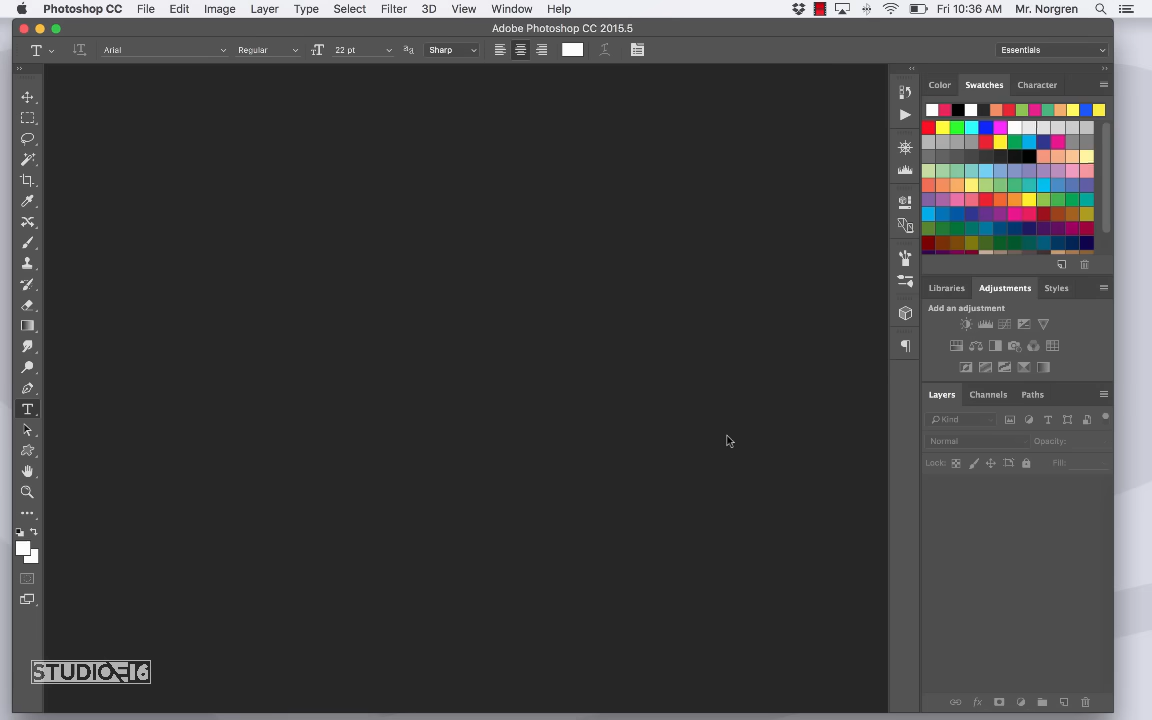 Photoshop CC File Edit Image Layer Type Select Filter 3D View Window Help Fri 10:36 AM Mr. Norgren
Adobe Photoshop CC 2015.5
T Arial Regular 22 pt Sharp Essentials
Color Swatches Character
Libraries Adjustments Styles
Add an adjustment
Layers Channels Paths
Kind
Normal Opacity:
Lock: Fill:
STUDIO E16